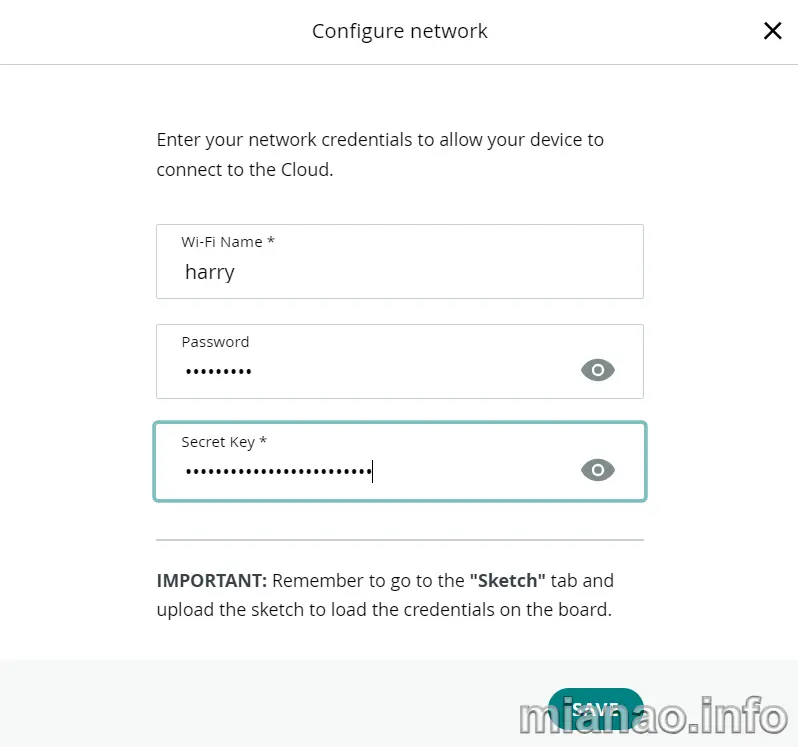 Configure network
Enter your network credentials to allow your device to
connect to the Cloud.
Wi-Fi Name *
harry
Password
•••••••••
Secret Key *
•••••••••••••••••••••••••
IMPORTANT: Remember to go to the "Sketch" tab and
upload the sketch to load the credentials on the board.
SAVE
mianao.info